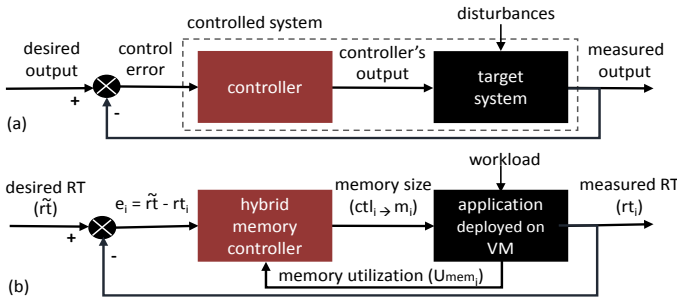 controlled system
disturbances
desired
output
control
error
controller's
output
measured
output
controller
target
system
+
-
(a)
workload
desired RT
(r̃t)
eᵢ = r̃t - rtᵢ
hybrid
memory
controller
Memory size
(ctlᵢ → mᵢ)
application
deployed on
VM
measured RT
(rtᵢ)
+
-
memory utilization (Umemᵢ)
(b)